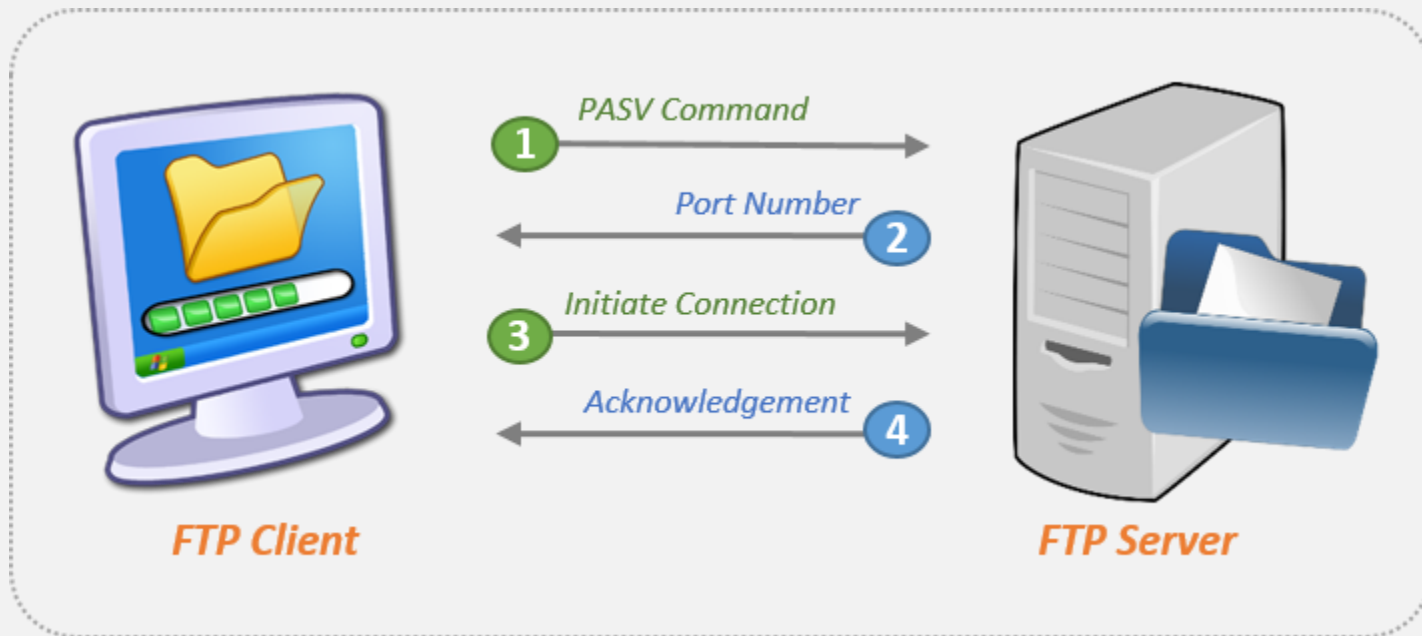 1
PASV Command
Port Number
2
Initiate Connection
3
Acknowledgement
4
FTP Client
FTP Server